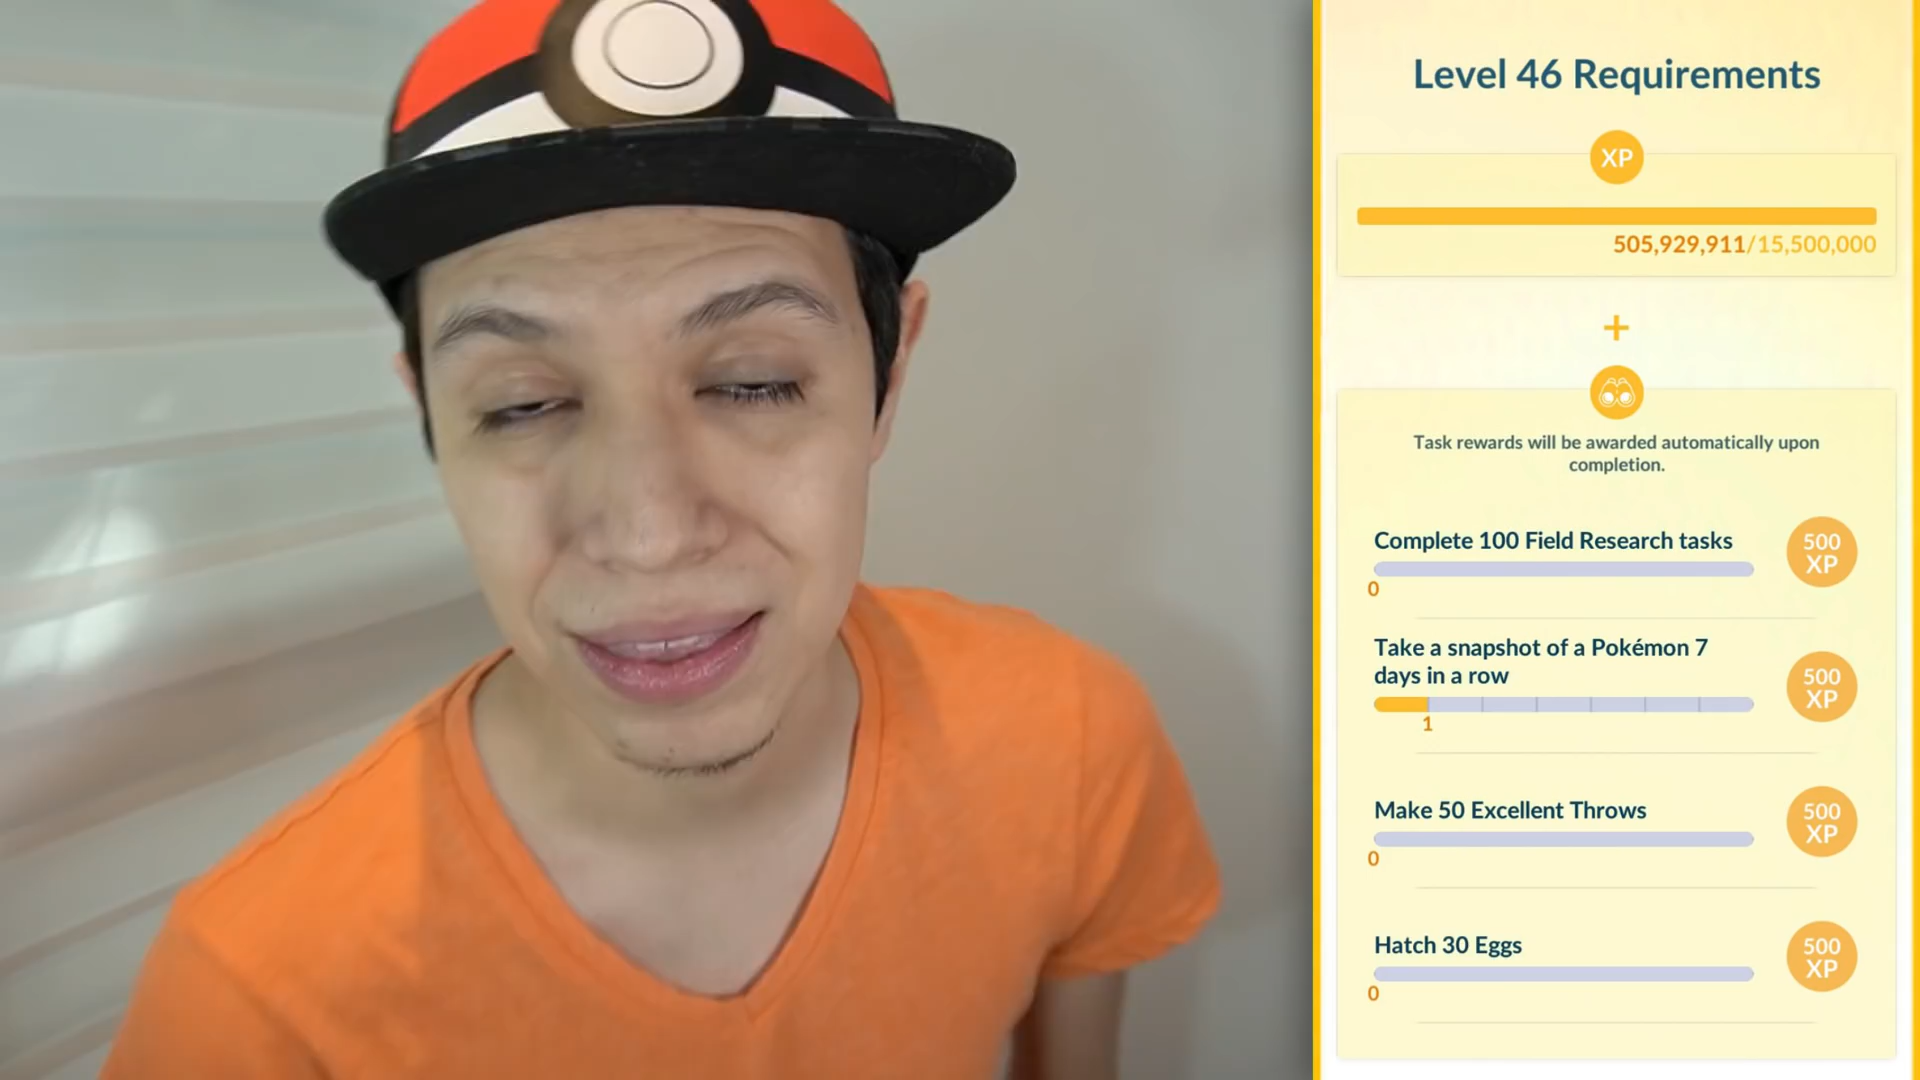 Level 46 Requirements
XP
505,929,911/15,500,000
+
Task rewards will be awarded automatically upon
completion.
Complete 100 Field Research tasks
500
XP
0
Take a snapshot of a Pokémon 7
days in a row
500
XP
1
Make 50 Excellent Throws
500
XP
0
Hatch 30 Eggs
500
XP
0